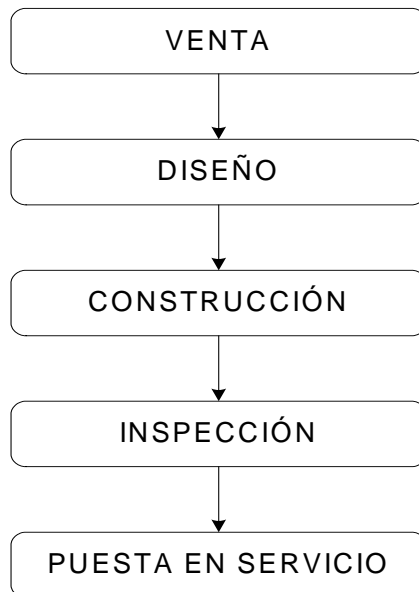 VENTA
DISEÑO
CONSTRUCCIÓN
INSPECCIÓN
PUESTA EN SERVICIO